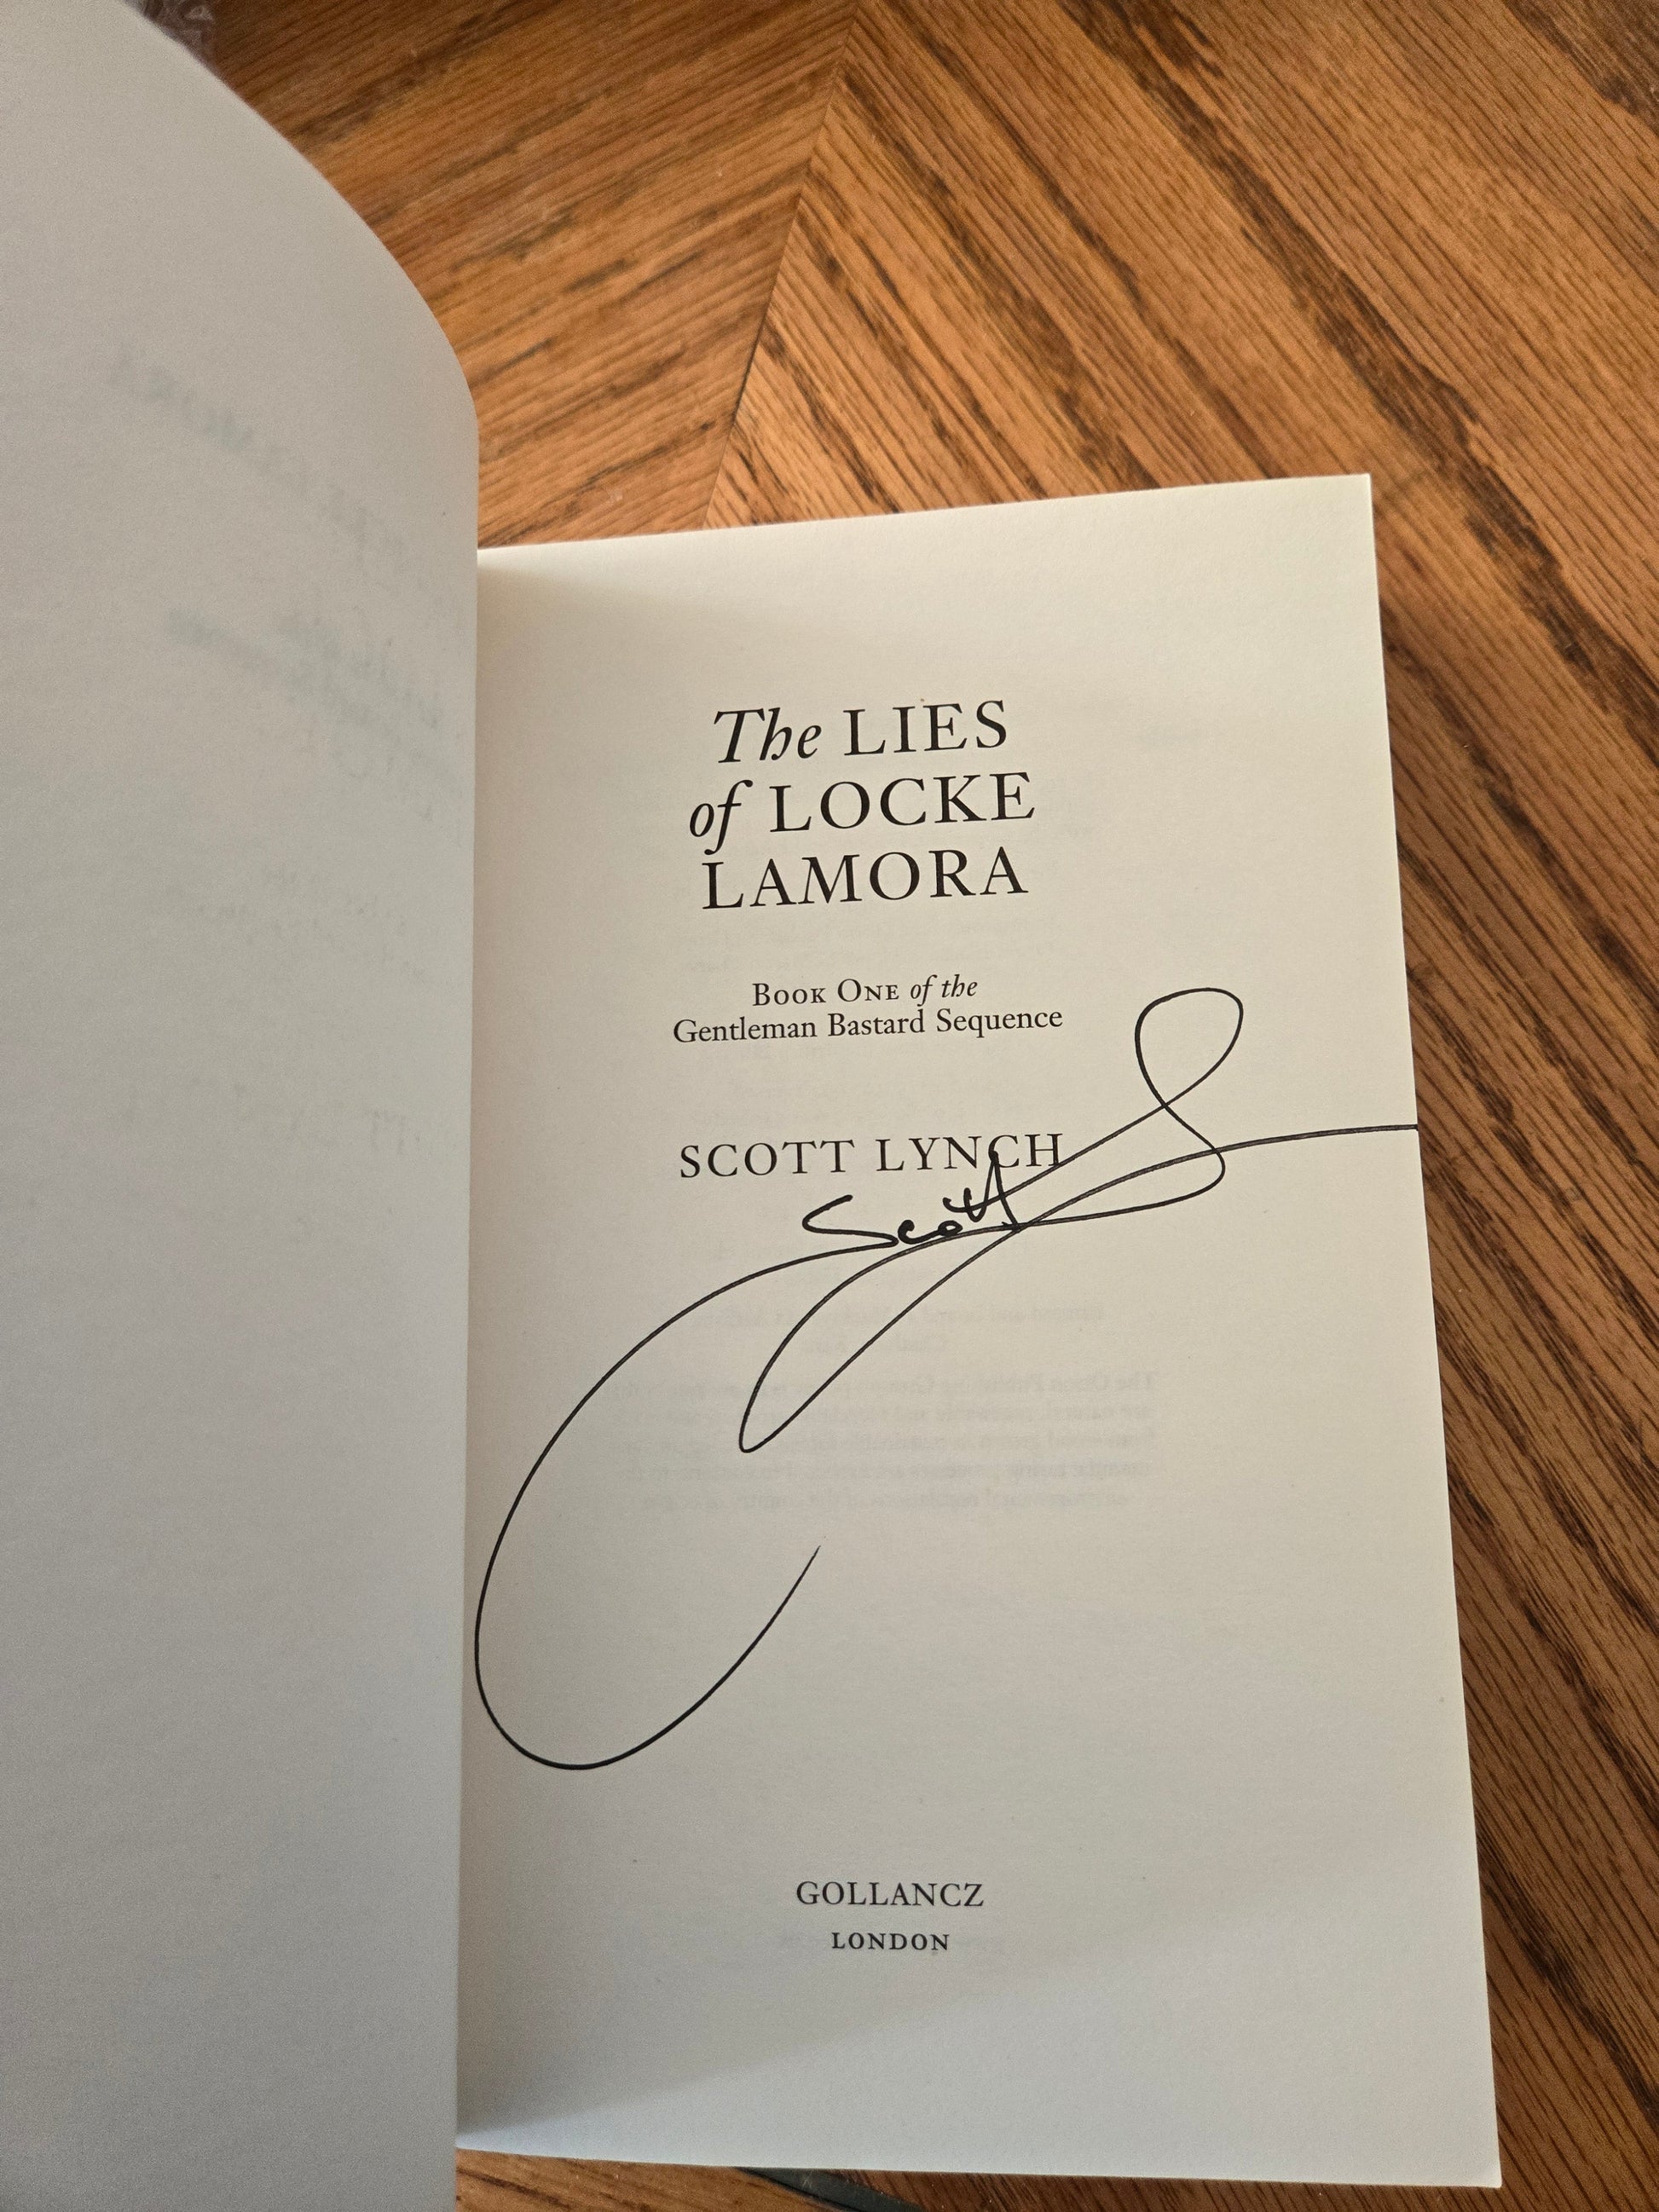 The LIES
of LOCKE
LAMORA
BOOK ONE of the
Gentleman Bastard Sequence
SCOTT LYNCH
Scott
GOLLANCZ
LONDON